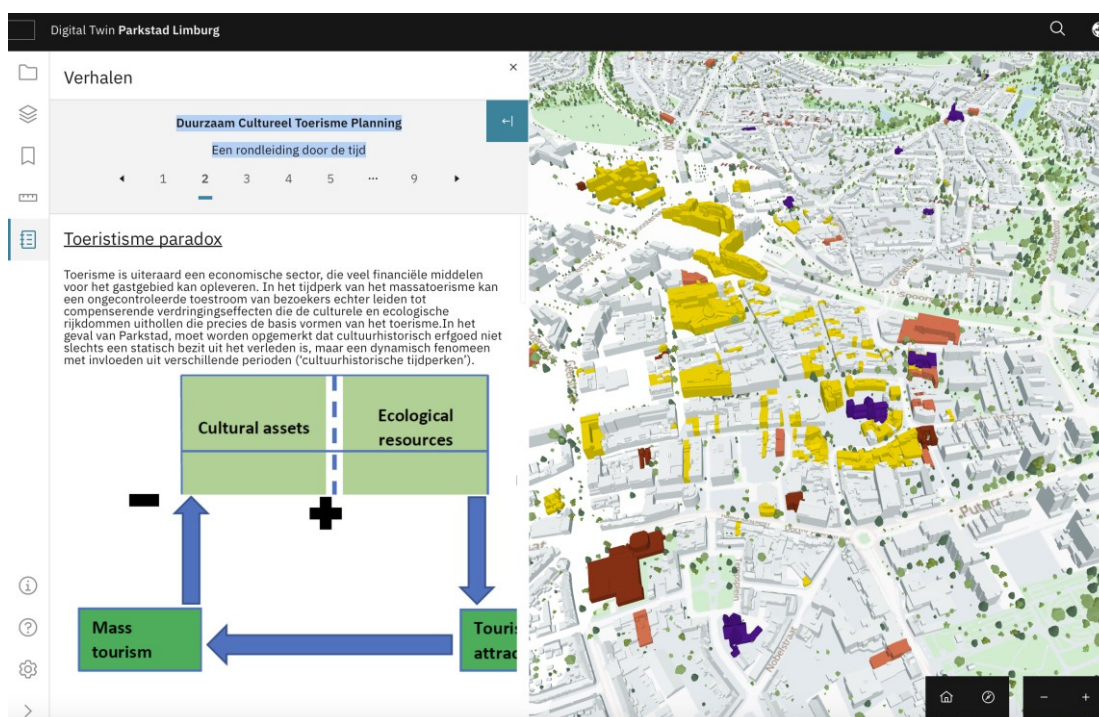 Digital Twin Parkstad Limburg
Verhalen
×
Duurzaam Cultureel Toerisme Planning
Een rondleiding door de tijd
1 2 3 4 5 ... 9
Toeristisme paradox
Toerisme is uiteraard een economische sector, die veel financiële middelen
voor het gastgebied kan opleveren. In het tijdperk van het massatoerisme kan
een ongecontroleerde toestroom van bezoekers echter leiden tot
compenserende verdringingseffecten die de culturele en ecologische
rijkdommen uithollen die precies de basis vormen van het toerisme.In het
geval van Parkstad, moet worden opgemerkt dat cultuurhistorisch erfgoed niet
slechts een statisch bezit uit het verleden is, maar een dynamisch fenomeen
met invloeden uit verschillende perioden ('cultuurhistorische tijdperken').
Cultural assets
Ecological
resources
Mass
tourism
Touris
attrac
Nobelstraat